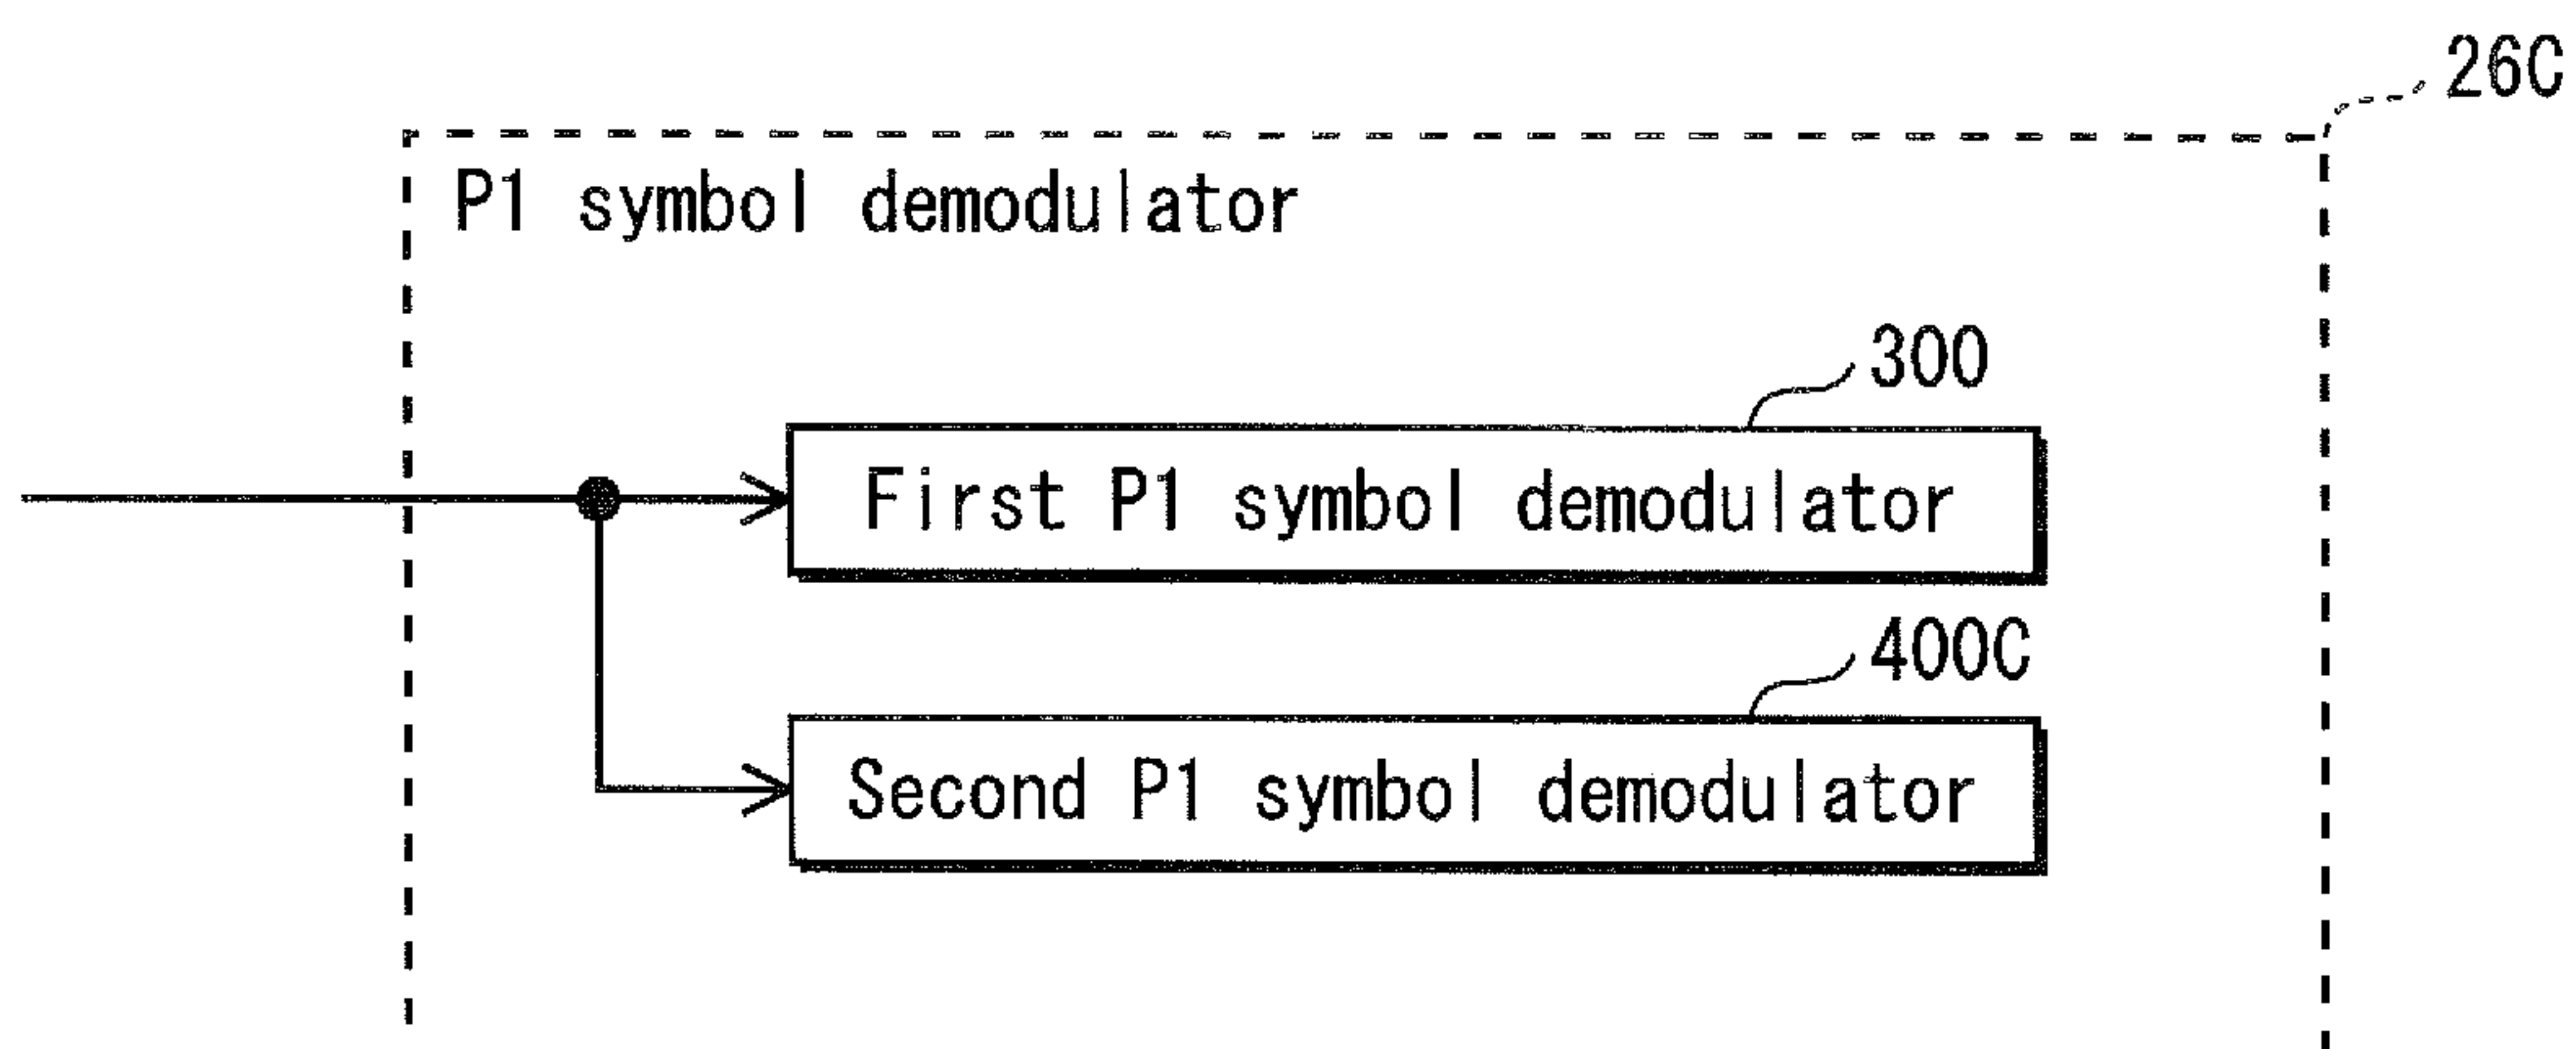 26C
P1 symbol demodulator
300
First P1 symbol demodulator
400C
Second P1 symbol demodulator